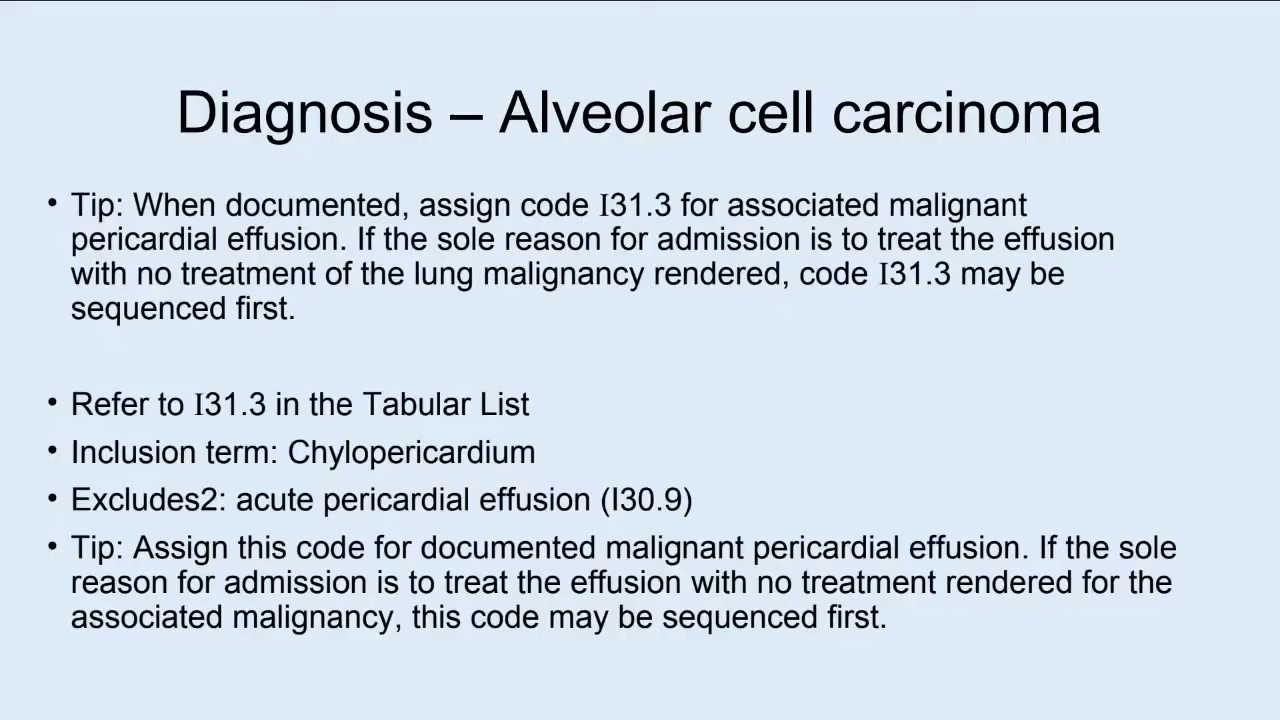 Diagnosis – Alveolar cell carcinoma
• Tip: When documented, assign code I31.3 for associated malignant
pericardial effusion. If the sole reason for admission is to treat the effusion
with no treatment of the lung malignancy rendered, code I31.3 may be
sequenced first.
• Refer to I31.3 in the Tabular List
• Inclusion term: Chylopericardium
• Excludes2: acute pericardial effusion (I30.9)
• Tip: Assign this code for documented malignant pericardial effusion. If the sole
reason for admission is to treat the effusion with no treatment rendered for the
associated malignancy, this code may be sequenced first.